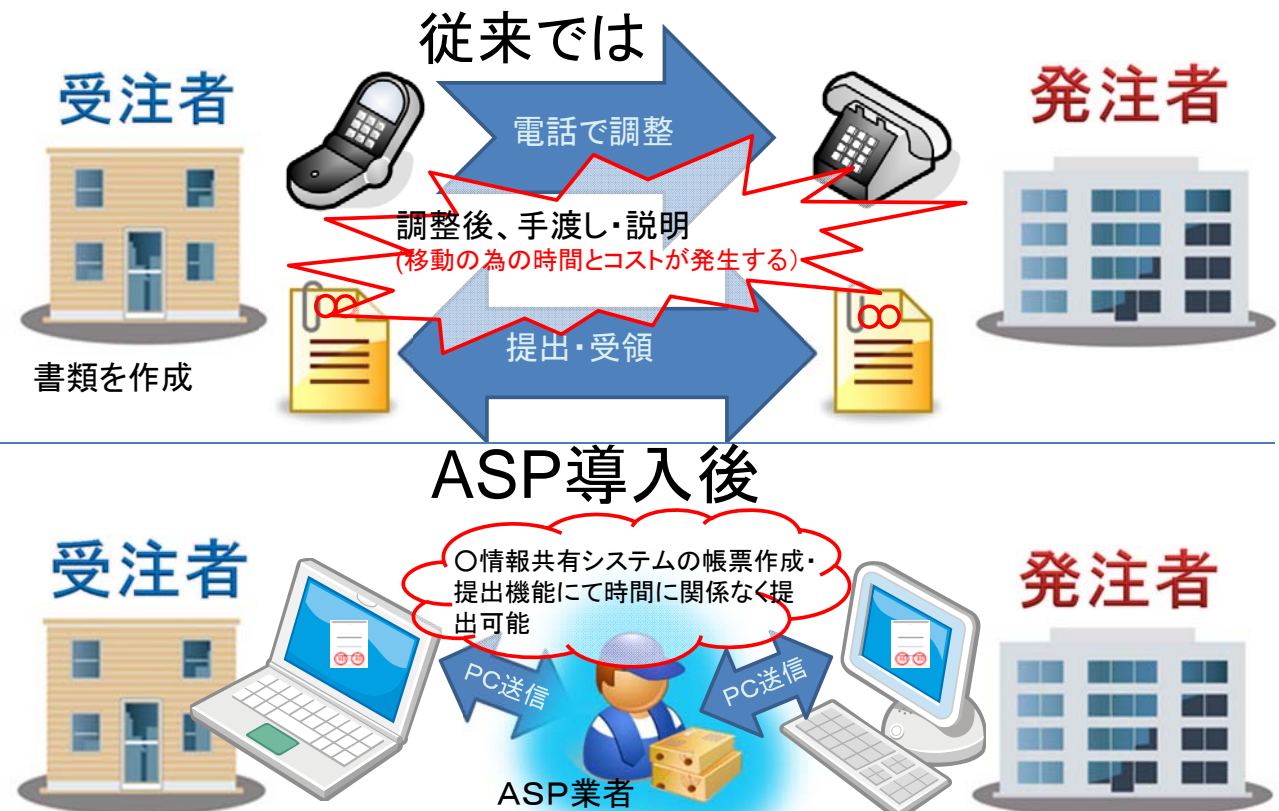 従来では
受注者
発注者
電話で調整
調整後、手渡し・説明
(移動の為の時間とコストが発生する)
提出・受領
書類を作成
ASP導入後
受注者
発注者
〇情報共有システムの帳票作成・
提出機能にて時間に関係なく提
出可能
PC送信
PC送信
ASP業者